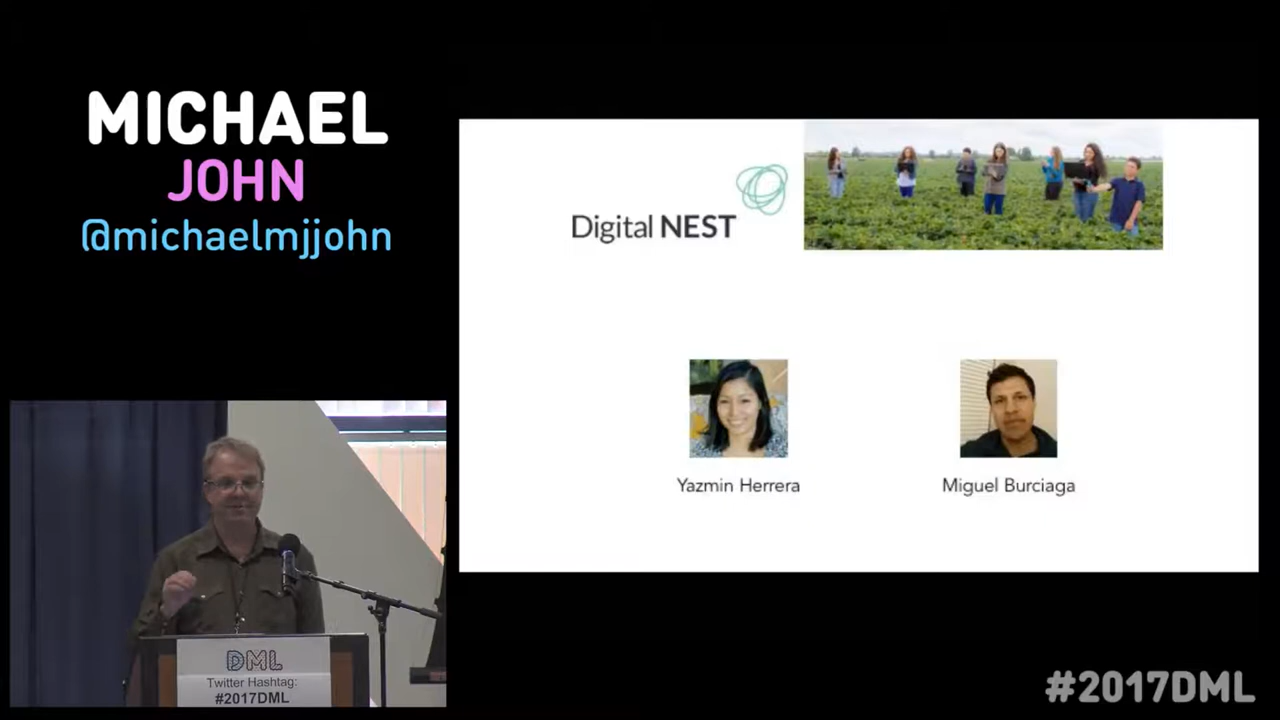 MICHAEL
JOHN
@michaelmjjohn
Digital NEST
Yazmin Herrera
Miguel Burciaga
DML
Twitter Hashtag:
#2017DML
#2017DML